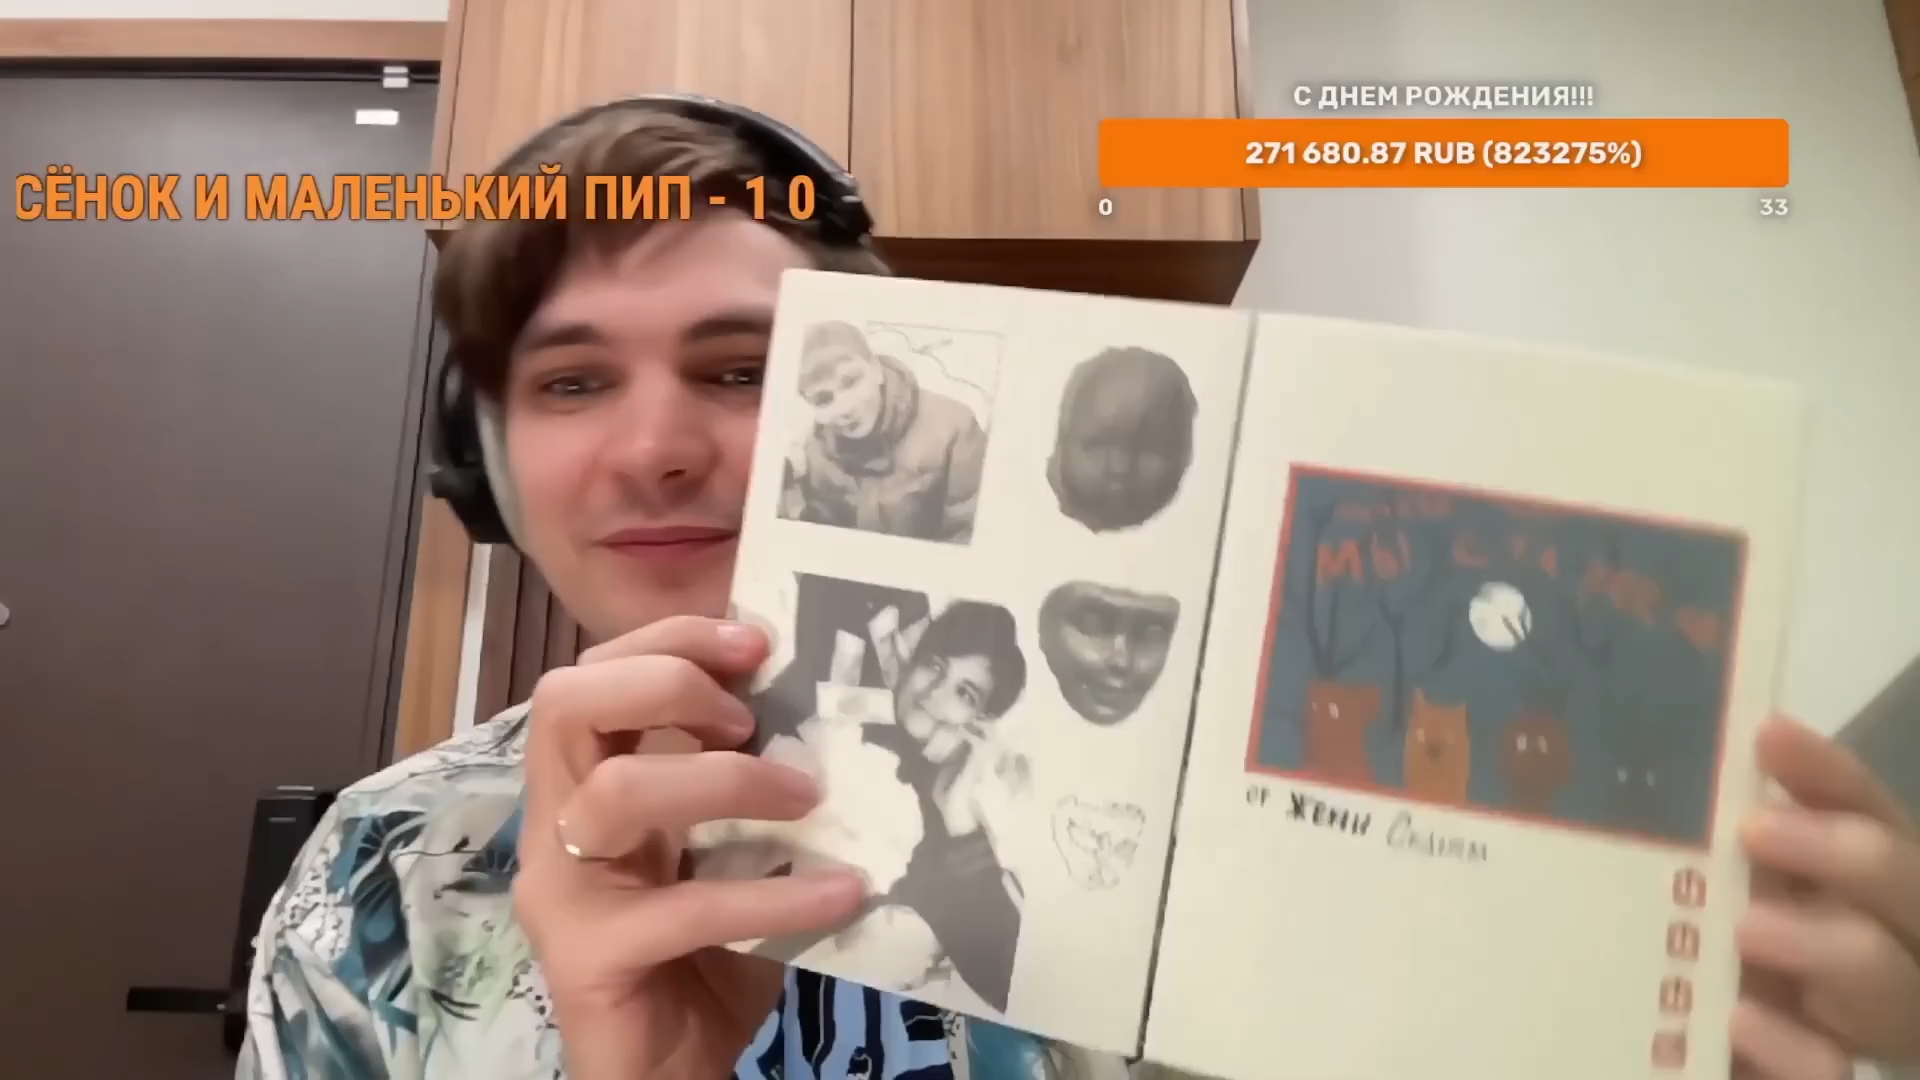 С ДНЕМ РОЖДЕНИЯ!!!
271 680.87 RUB (823275%)
0
33
СЁНОК И МАЛЕНЬКИЙ ПИП - 1 0
МЫ
от ЖЕНИ